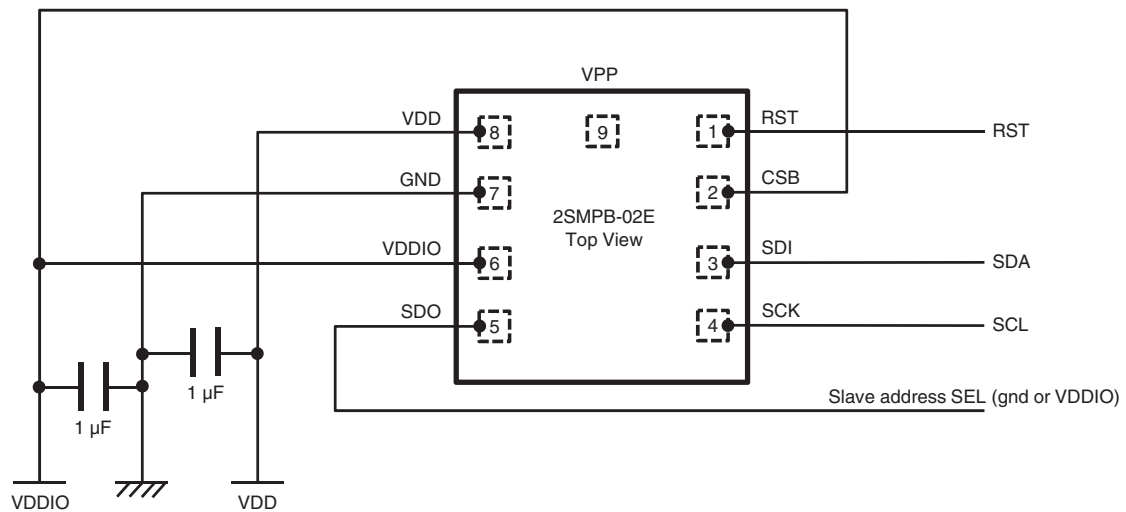 VPP
VDD
8
9
1
RST
RST
GND
7
2
CSB
2SMPB-02E
Top View
VDDIO
6
3
SDI
SDA
SDO
5
4
SCK
SCL
1 µF
1 µF
Slave address SEL (gnd or VDDIO)
VDDIO
VDD